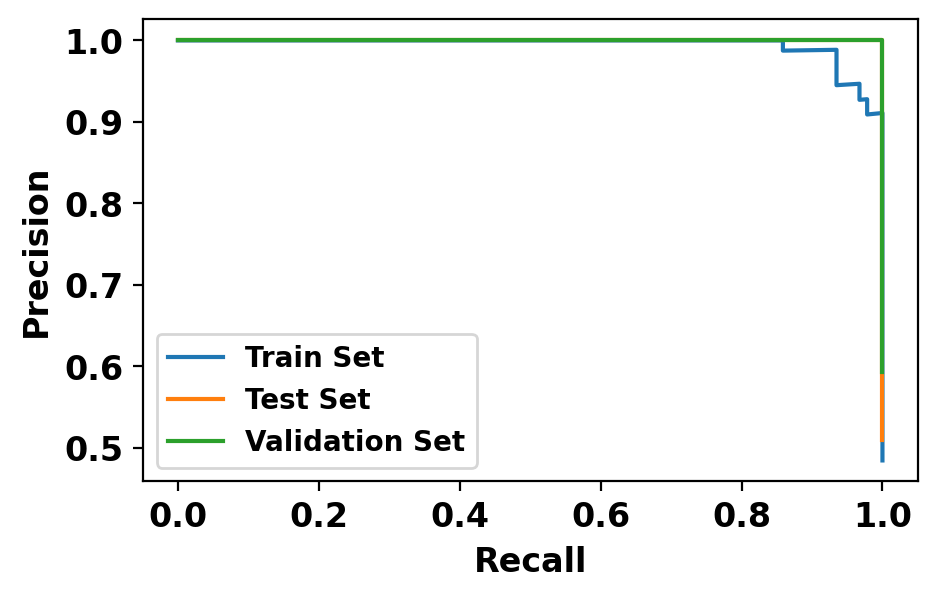 1.0
0.9
0.8
0.7
0.6
0.5
Precision
Train Set
Test Set
Validation Set
0.0 0.2 0.4 0.6 0.8 1.0
Recall